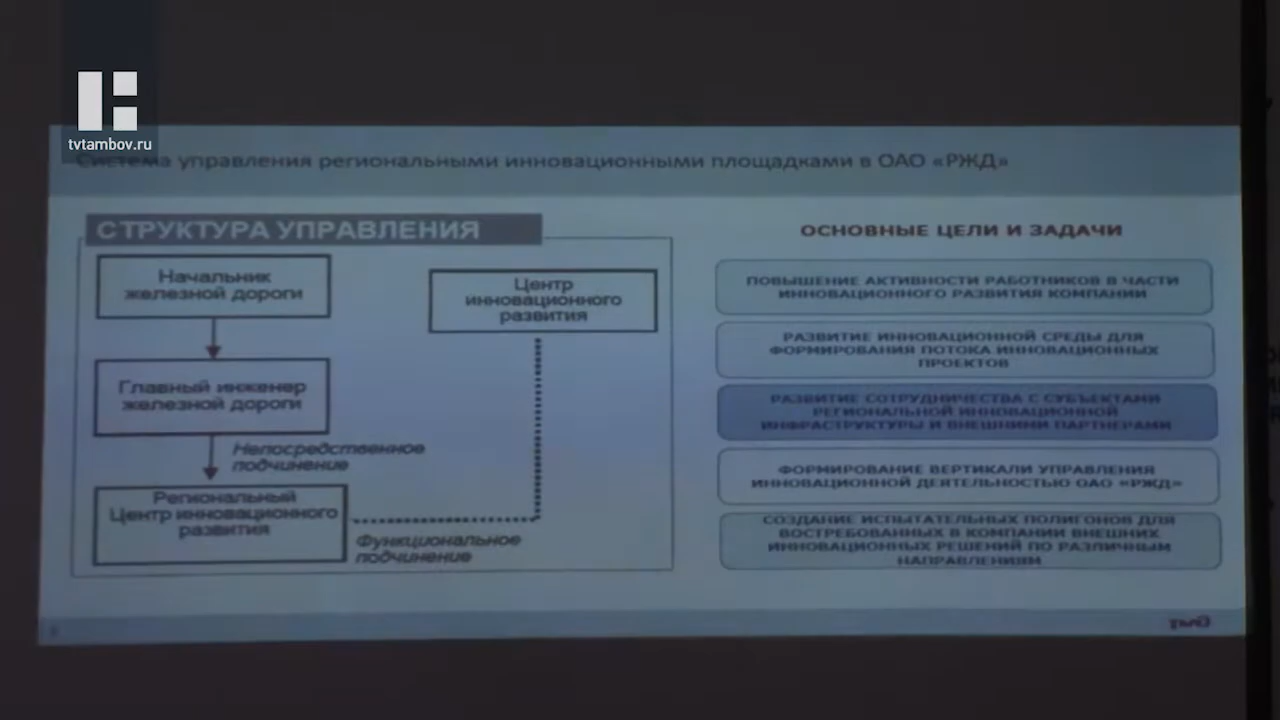 tvtambov.ru
Система управления региональными инновационными площадками в ОАО «РЖД»
СТРУКТУРА УПРАВЛЕНИЯ
Начальник
железной дороги
Центр
инновационного
развития
Главный инженер
железной дороги
Непосредственное
подчинение
Региональный
Центр инновационного
развития
Функциональное
подчинение
ОСНОВНЫЕ ЦЕЛИ И ЗАДАЧИ
ПОВЫШЕНИЕ АКТИВНОСТИ РАБОТНИКОВ В ЧАСТИ
ИННОВАЦИОННОГО РАЗВИТИЯ КОМПАНИИ
РАЗВИТИЕ ИННОВАЦИОННОЙ СРЕДЫ ДЛЯ
ФОРМИРОВАНИЯ ПОТОКА ИННОВАЦИОННЫХ
ПРОЕКТОВ
РАЗВИТИЕ СОТРУДНИЧЕСТВА С СУБЪЕКТАМИ
РЕГИОНАЛЬНОЙ ИННОВАЦИОННОЙ
ИНФРАСТРУКТУРЫ И ВНЕШНИМИ ПАРТНЕРАМИ
ФОРМИРОВАНИЕ ВЕРТИКАЛИ УПРАВЛЕНИЯ
ИННОВАЦИОННОЙ ДЕЯТЕЛЬНОСТЬЮ ОАО «РЖД»
СОЗДАНИЕ ИСПЫТАТЕЛЬНЫХ ПОЛИГОНОВ ДЛЯ
ВОСТРЕБОВАННЫХ В КОМПАНИИ ВНЕШНИХ
ИННОВАЦИОННЫХ РЕШЕНИЙ ПО РАЗЛИЧНЫМ
НАПРАВЛЕНИЯМ